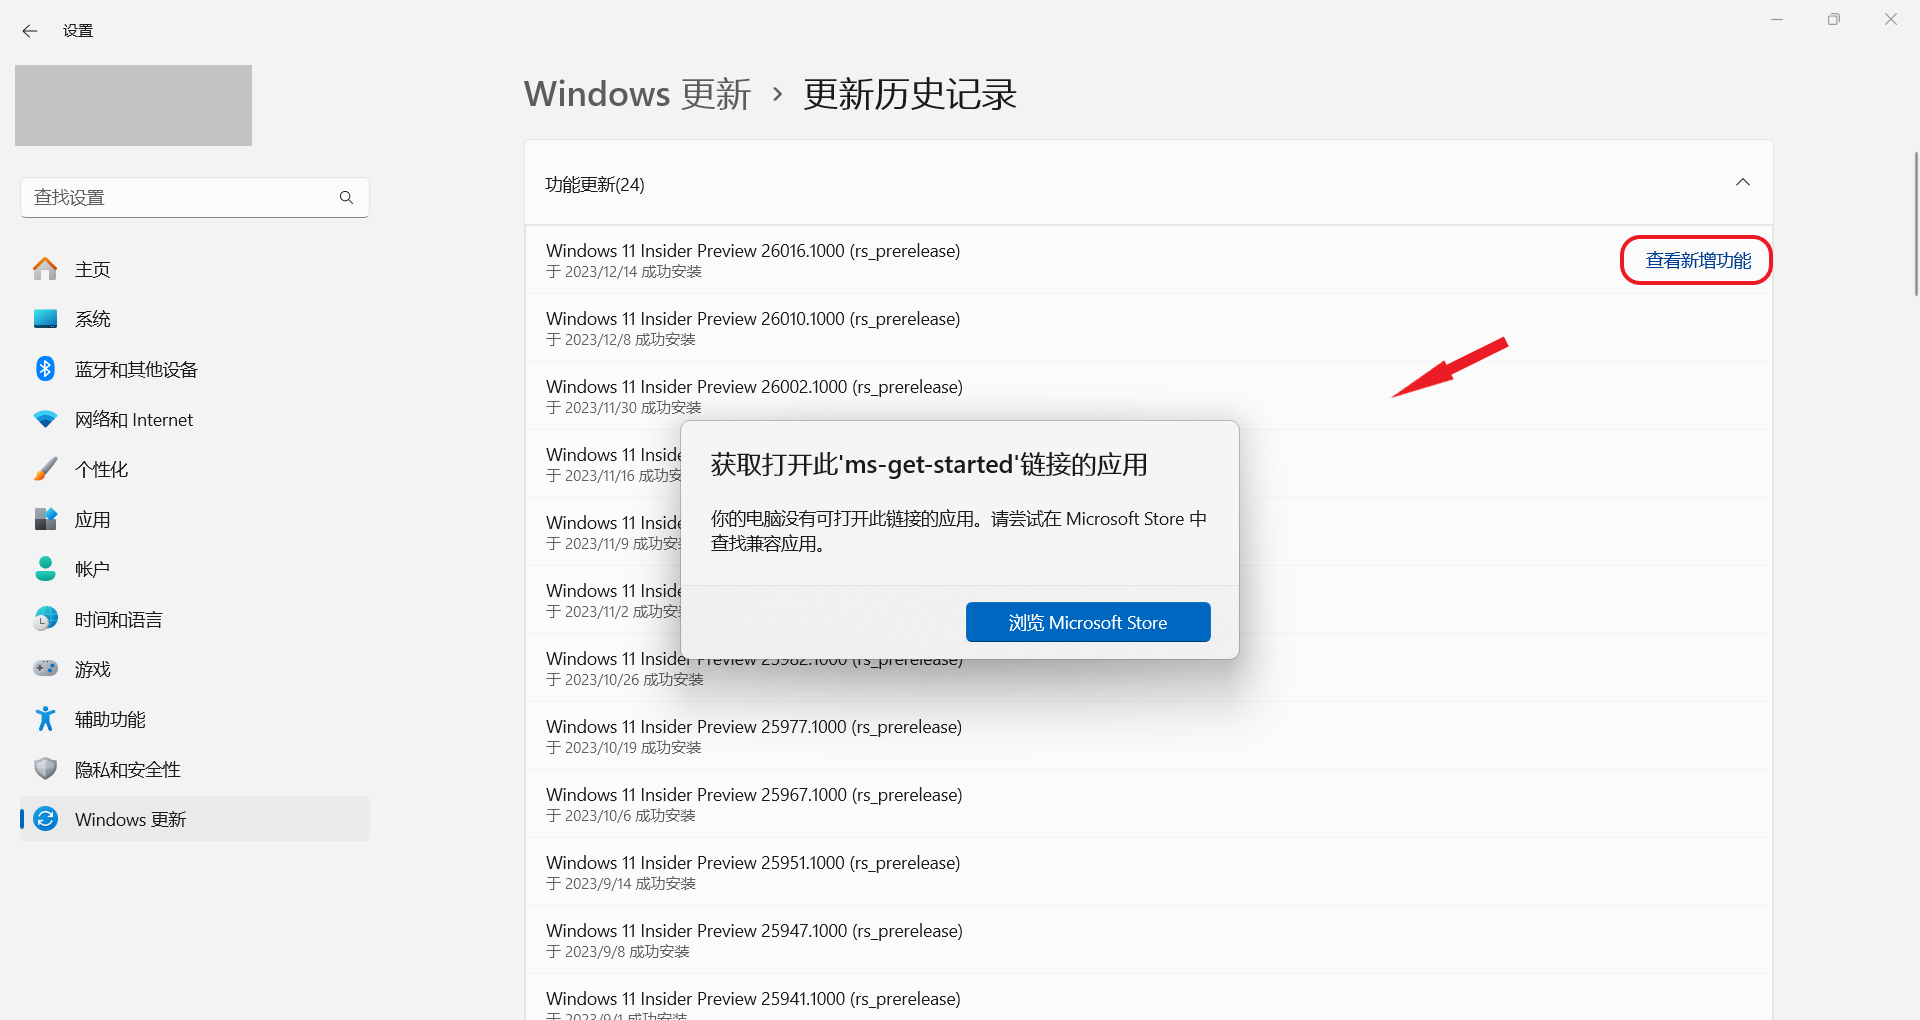 设置
查找设置
主页
系统
蓝牙和其他设备
网络和 Internet
个性化
应用
帐户
时间和语言
游戏
辅助功能
隐私和安全性
Windows 更新
Windows 更新 › 更新历史记录
功能更新(24)
Windows 11 Insider Preview 26016.1000 (rs_prerelease)
于 2023/12/14 成功安装
查看新增功能
Windows 11 Insider Preview 26010.1000 (rs_prerelease)
于 2023/12/8 成功安装
Windows 11 Insider Preview 26002.1000 (rs_prerelease)
于 2023/11/30 成功安装
Windows 11 Inside
于 2023/11/16 成功安
Windows 11 Inside
于 2023/11/9 成功安
Windows 11 Inside
于 2023/11/2 成功安
获取打开此'ms-get-started'链接的应用
你的电脑没有可打开此链接的应用。请尝试在 Microsoft Store 中
查找兼容应用。
浏览 Microsoft Store
Windows 11 Insider Preview 25982.1000 (rs_prerelease)
于 2023/10/26 成功安装
Windows 11 Insider Preview 25977.1000 (rs_prerelease)
于 2023/10/19 成功安装
Windows 11 Insider Preview 25967.1000 (rs_prerelease)
于 2023/10/6 成功安装
Windows 11 Insider Preview 25951.1000 (rs_prerelease)
于 2023/9/14 成功安装
Windows 11 Insider Preview 25947.1000 (rs_prerelease)
于 2023/9/8 成功安装
Windows 11 Insider Preview 25941.1000 (rs_prerelease)
于 2023/9/1 成功安装